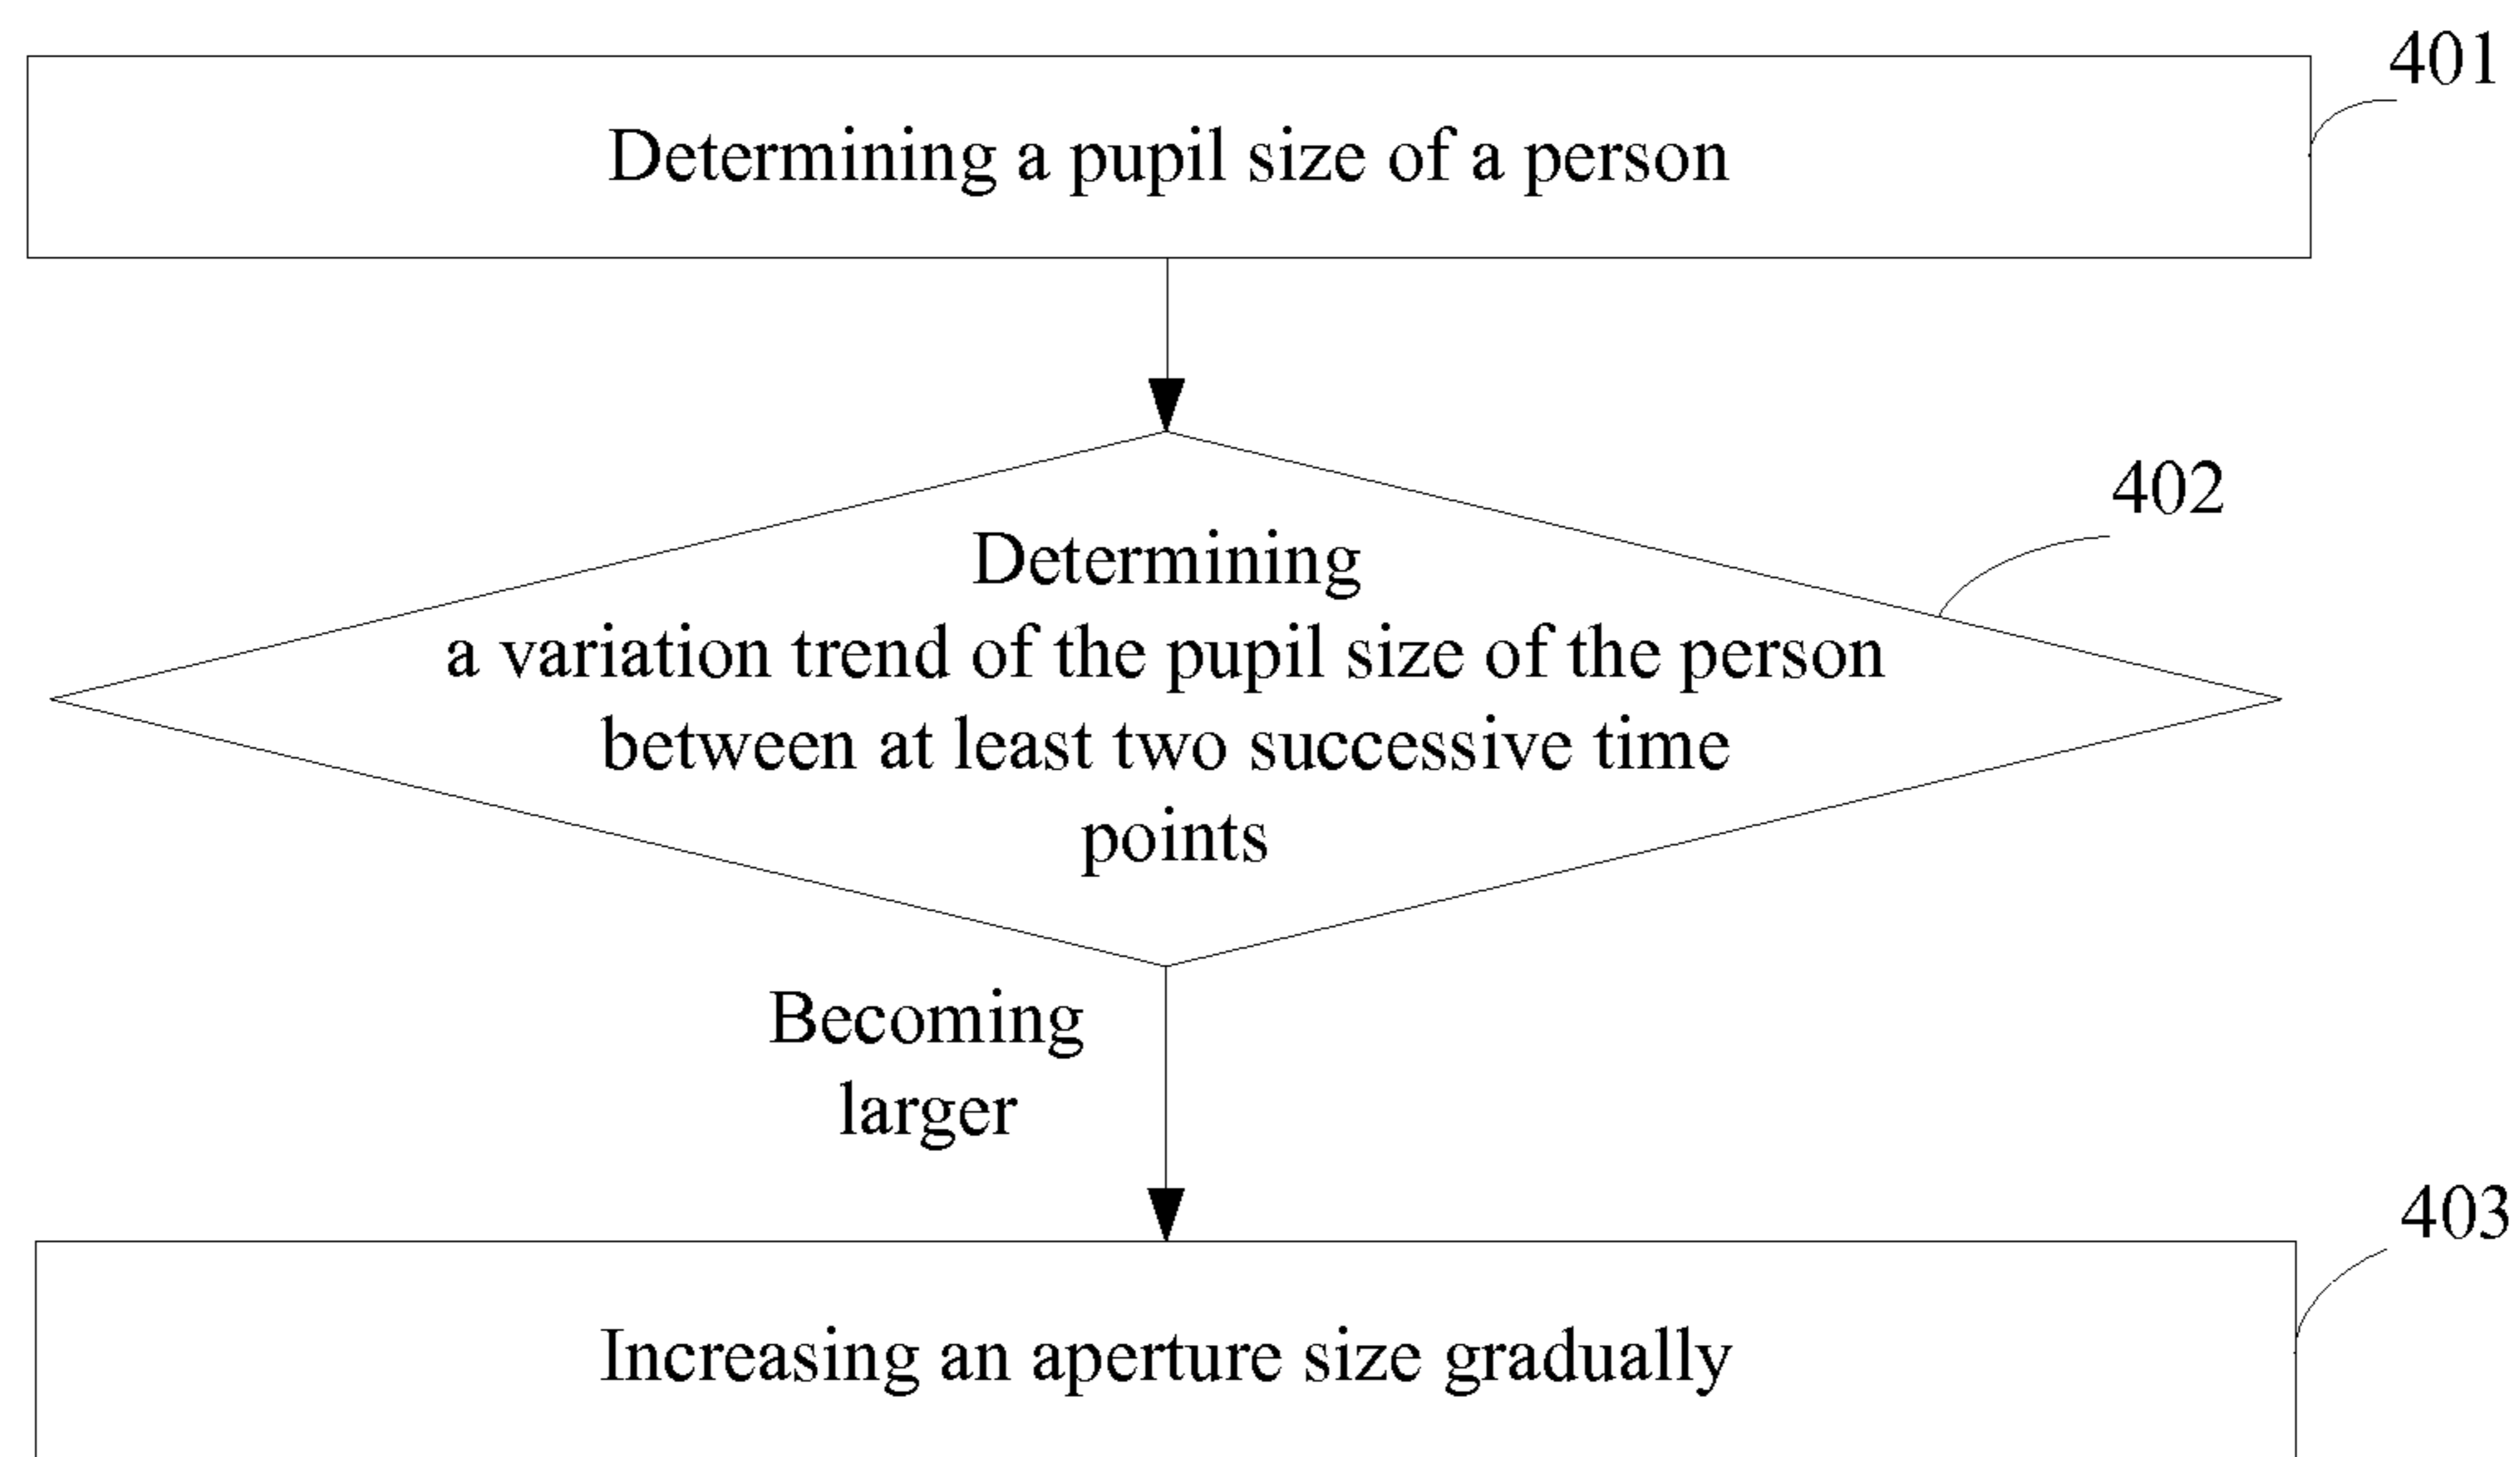 401
Determining a pupil size of a person
402
Determining
a variation trend of the pupil size of the person
between at least two successive time
points
Becoming
larger
403
Increasing an aperture size gradually